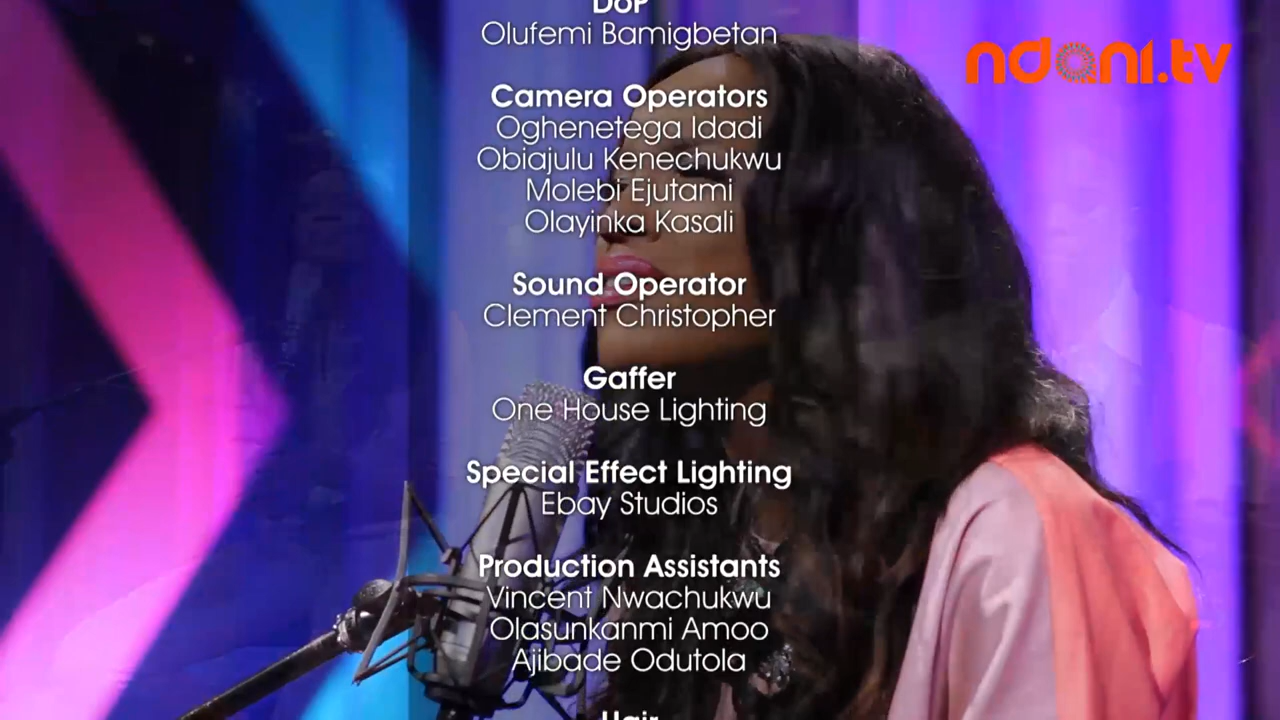 DoP
Olufemi Bamigbetan
ndani.tv
Camera Operators
Oghenetega Idadi
Obiajulu Kenechukwu
Molebi Ejutami
Olayinka Kasali
Sound Operator
Clement Christopher
Gaffer
One House Lighting
Special Effect Lighting
Ebay Studios
Production Assistants
Vincent Nwachukwu
Olasunkanmi Amoo
Ajibade Odutola
Hair